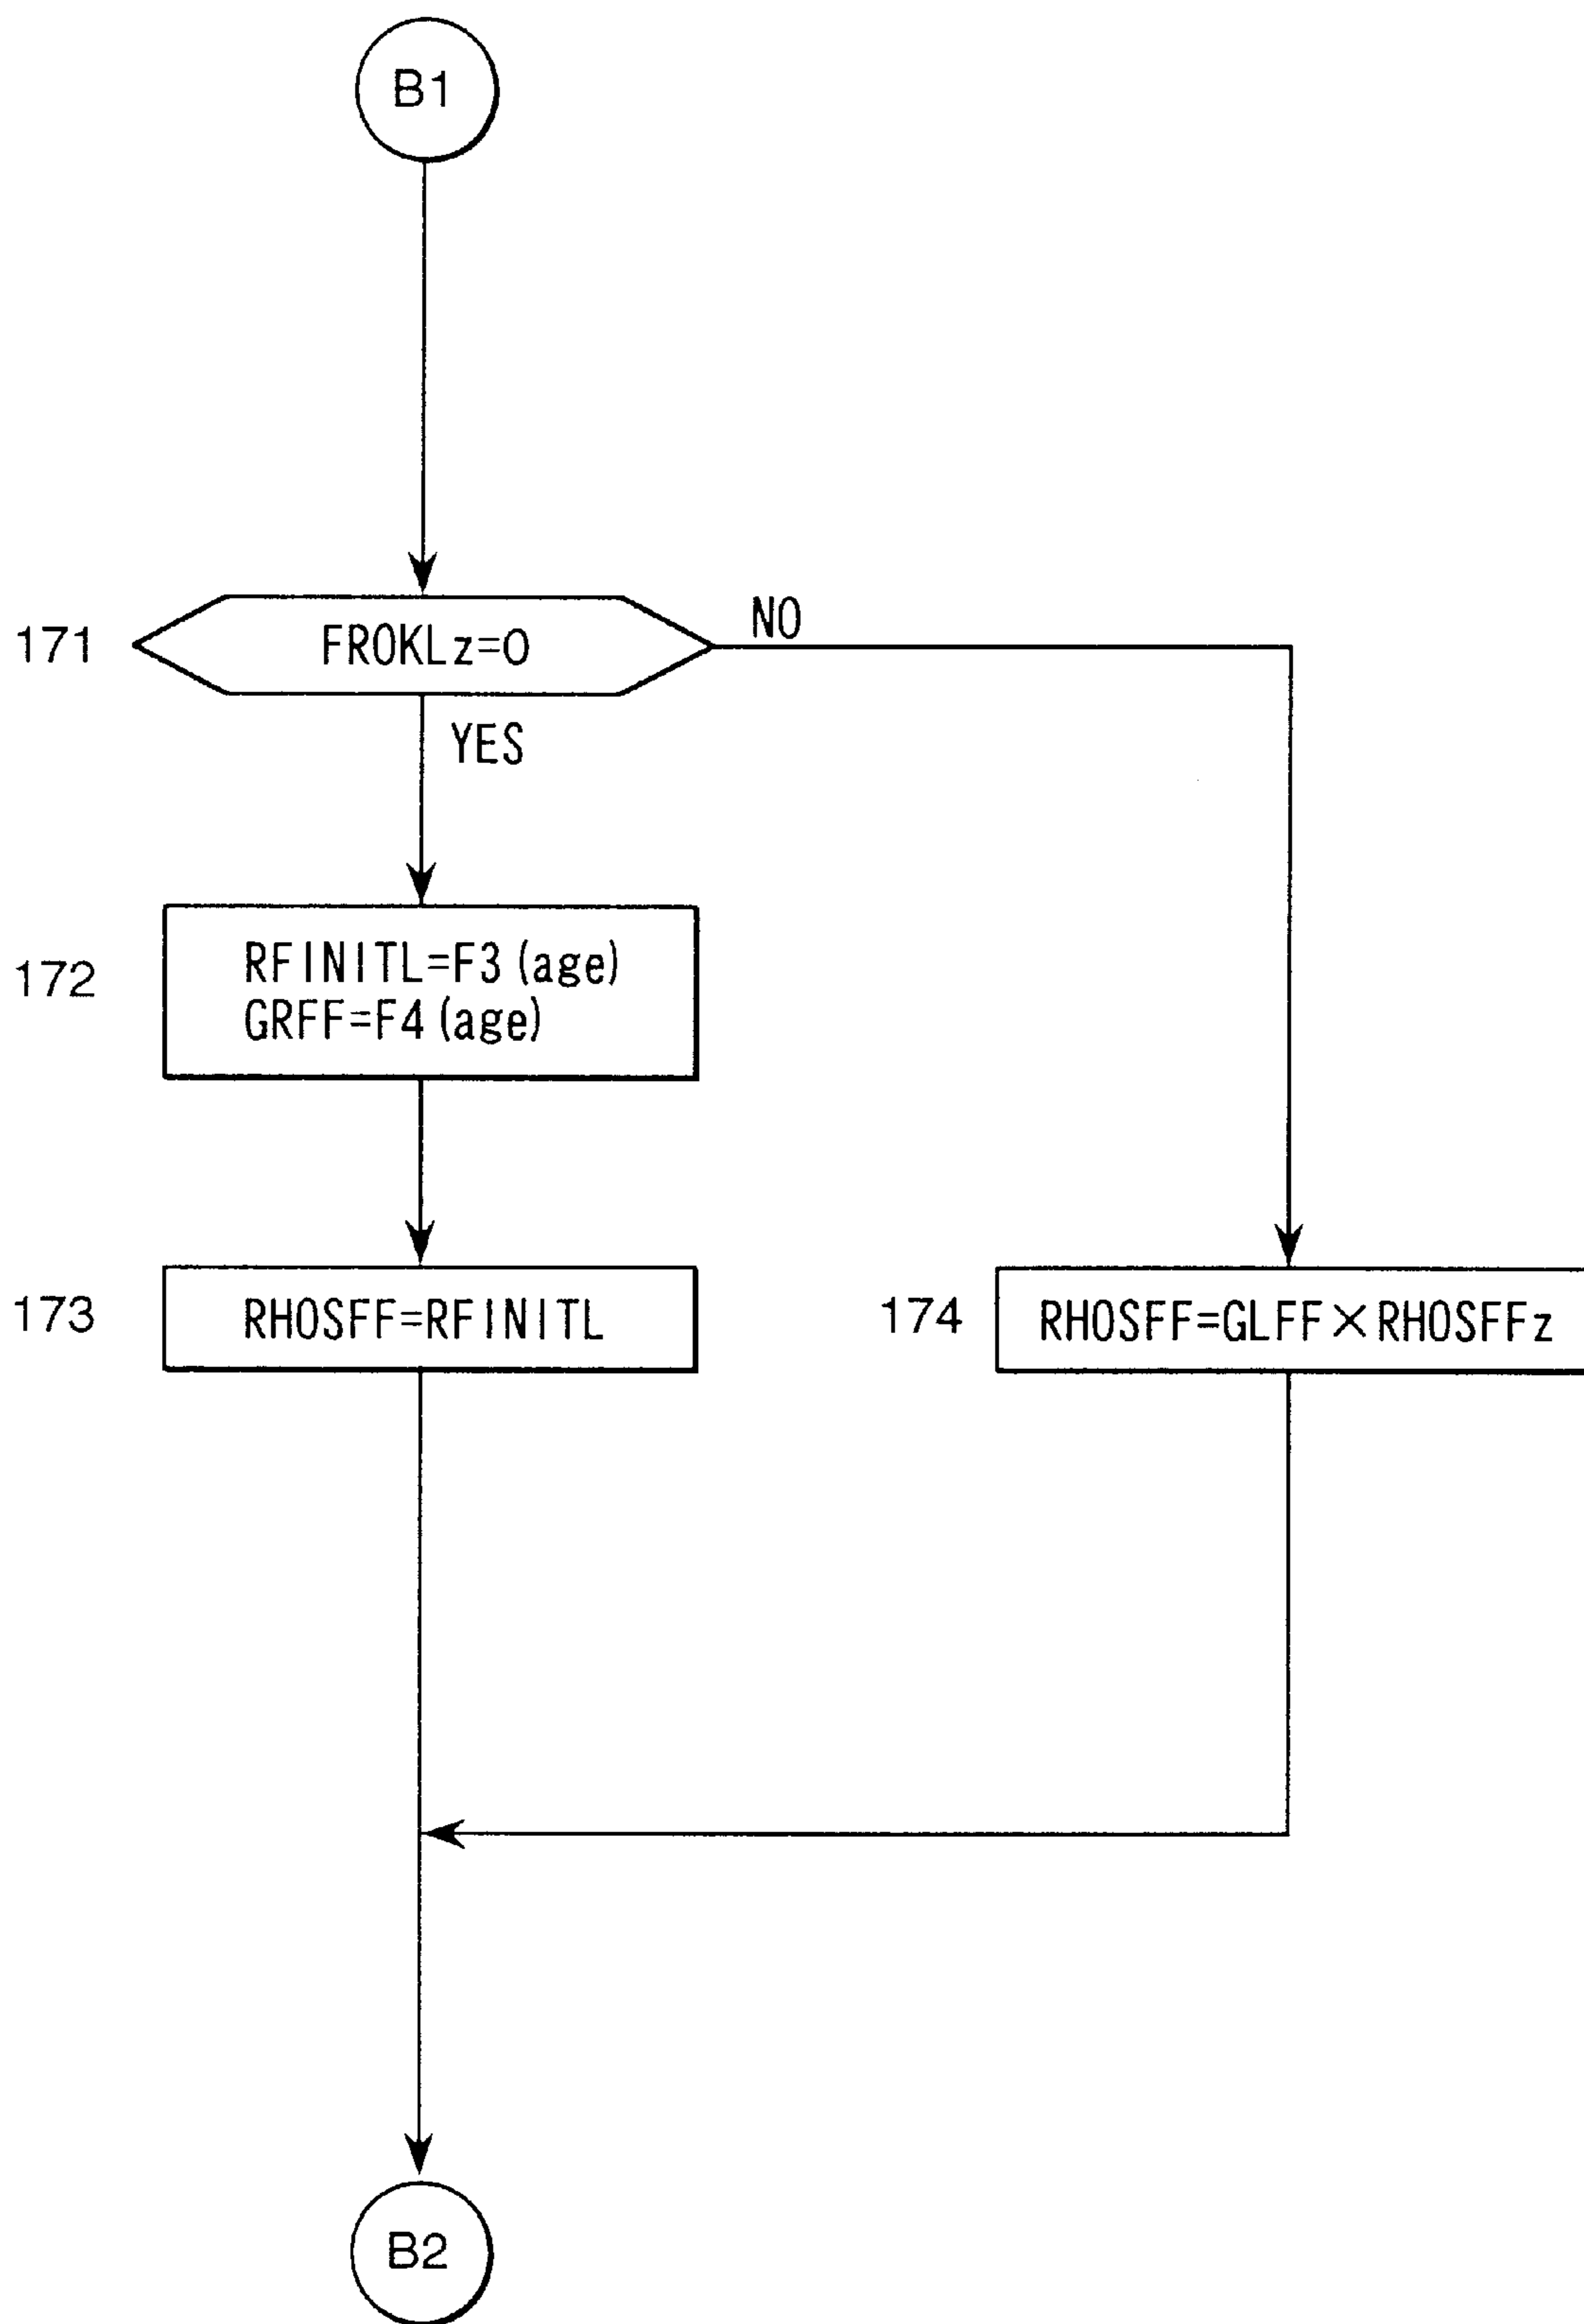 B1
171
FROKLz=0
NO
YES
172
RFINITL=F3 (age)
GRFF=F4 (age)
173
RHOSFF=RFINITL
174
RHOSFF=GLFF×RHOSFFz
B2